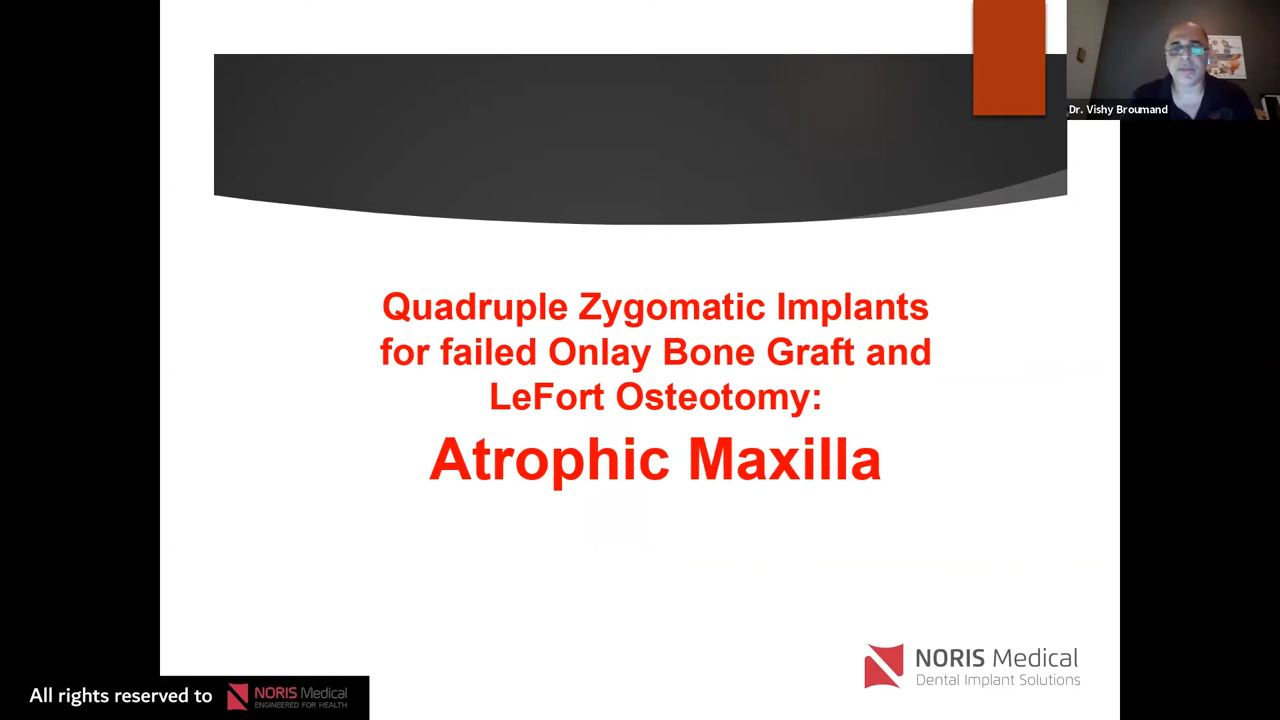 Dr. Vishy Broumand
Quadruple Zygomatic Implants
for failed Onlay Bone Graft and
LeFort Osteotomy:
Atrophic Maxilla
NORIS Medical
Dental Implant Solutions
All rights reserved to
NORIS Medical
ENGINEERED FOR HEALTH